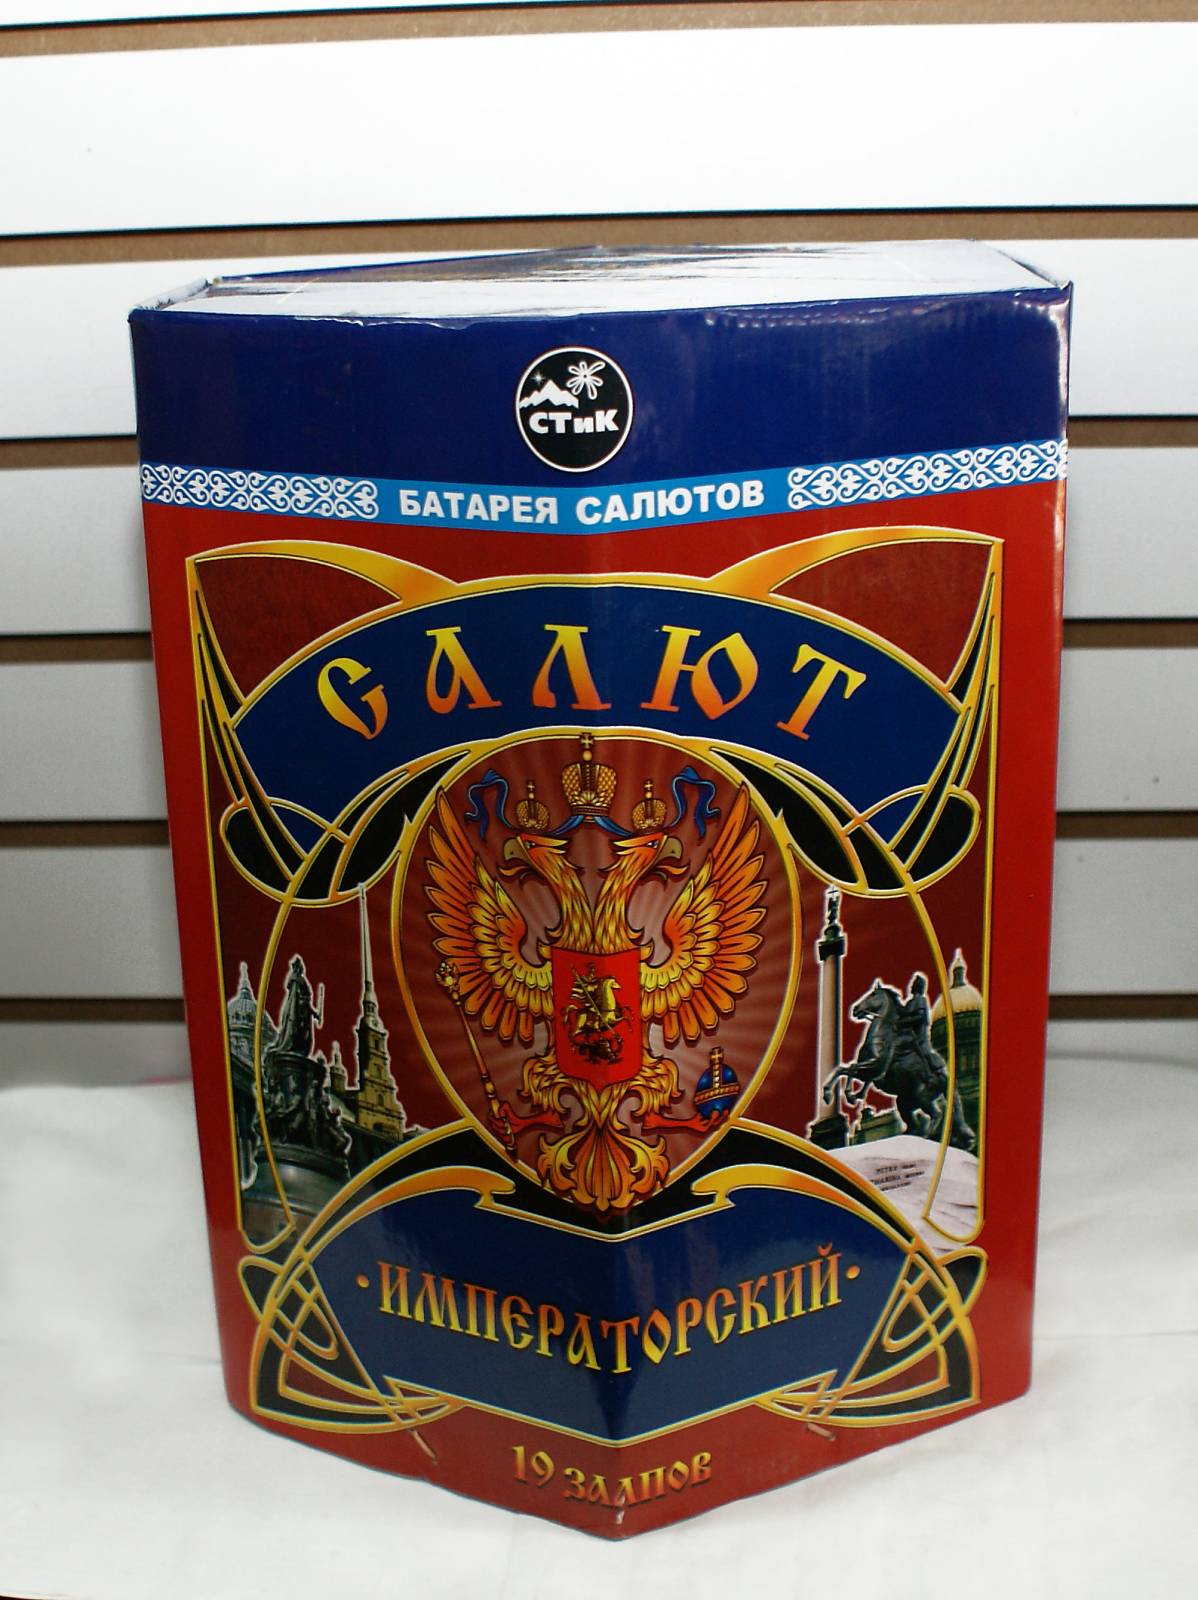 СТиК
БАТАРЕЯ САЛЮТОВ
САЛЮТ
·ИМПЕРАТОРСКИЙ·
19 ЗАЛПОВ